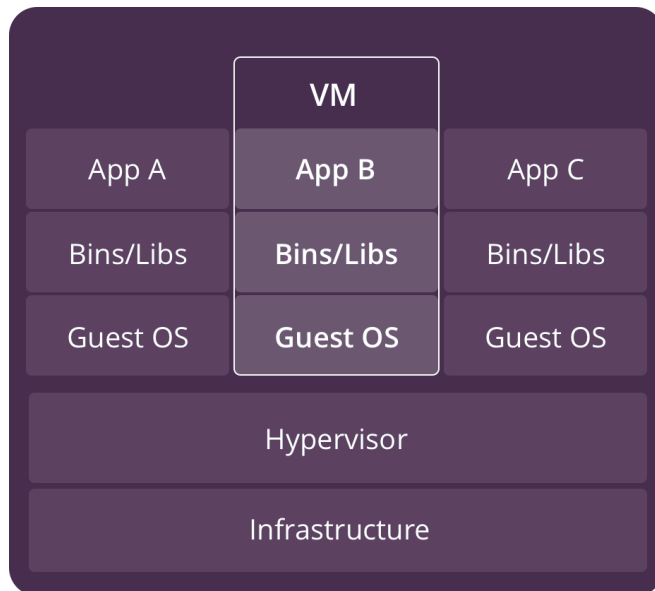 VM
App A
App B
App C
Bins/Libs
Bins/Libs
Bins/Libs
Guest OS
Guest OS
Guest OS
Hypervisor
Infrastructure